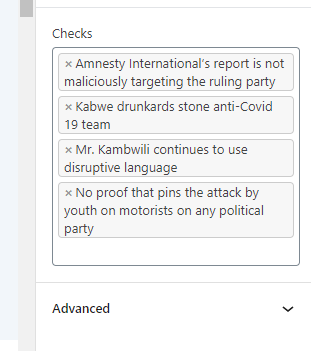 Checks
× Amnesty International's report is not
maliciously targeting the ruling party
× Kabwe drunkards stone anti-Covid
19 team
× Mr. Kambwili continues to use
disruptive language
× No proof that pins the attack by
youth on motorists on any political
party
Advanced